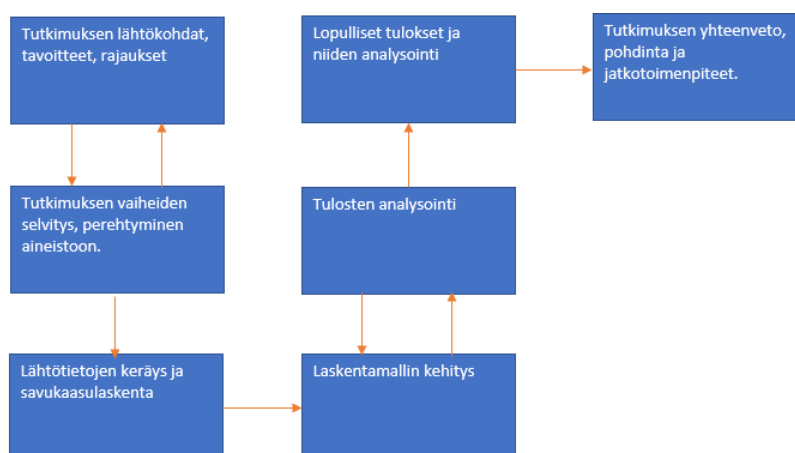 Tutkimuksen lähtökohdat,
tavoitteet, rajaukset
Tutkimuksen vaiheiden
selvitys, perehtyminen
aineistoon.
Lähtötietojen keräys ja
savukaasulaskenta
Laskentamallin kehitys
Tulosten analysointi
Lopulliset tulokset ja
niiden analysointi
Tutkimuksen yhteenveto,
pohdinta ja
jatkotoimenpiteet.